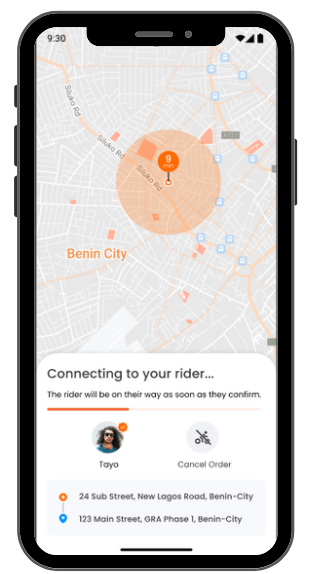 9:30
Siluko Rd
Siluko Rd
9
min
Siluko Rd
Benin City
Connecting to your rider...
The rider will be on their way as soon as they confirm.
Tayo
Cancel Order
24 Sub Street, New Lagos Road, Benin-City
123 Main Street, GRA Phase 1, Benin-City